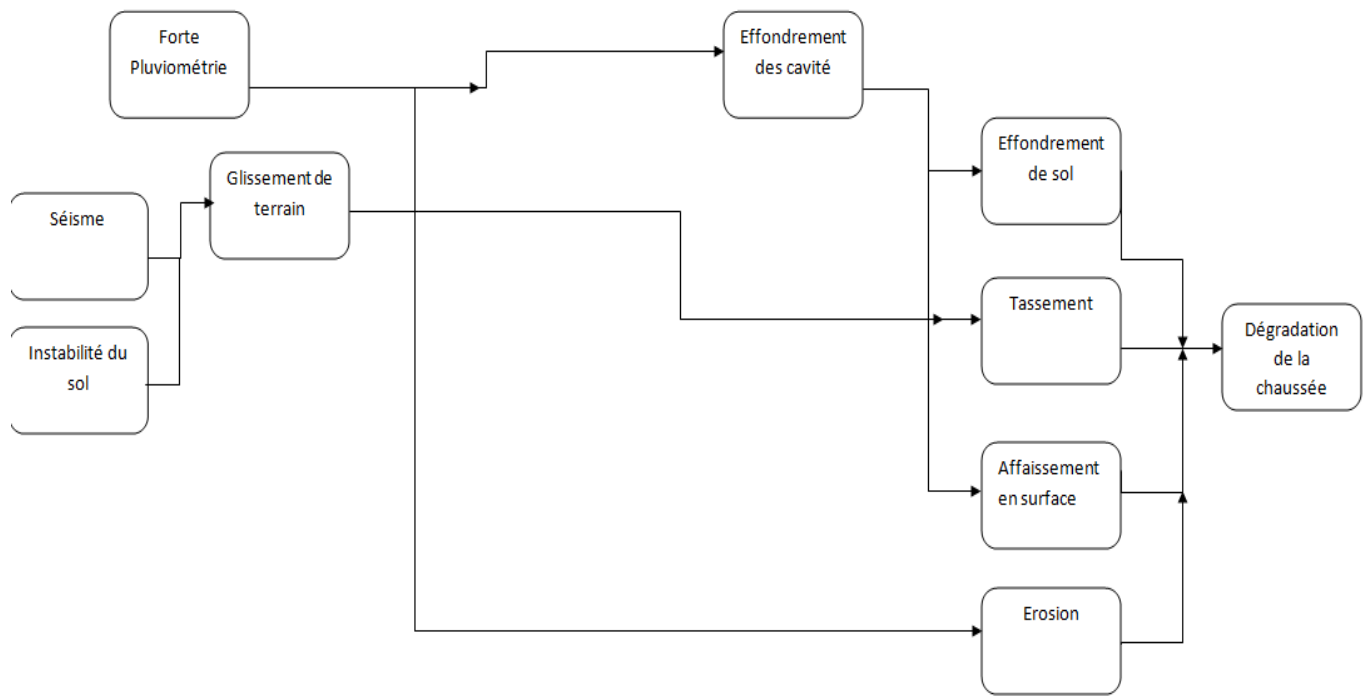 Forte
Pluviométrie
Effondrement
des cavité
Effondrement
de sol
Glissement de
terrain
Séisme
Tassement
Dégradation
de la
chaussée
Instabilité du
sol
Affaissement
en surface
Erosion